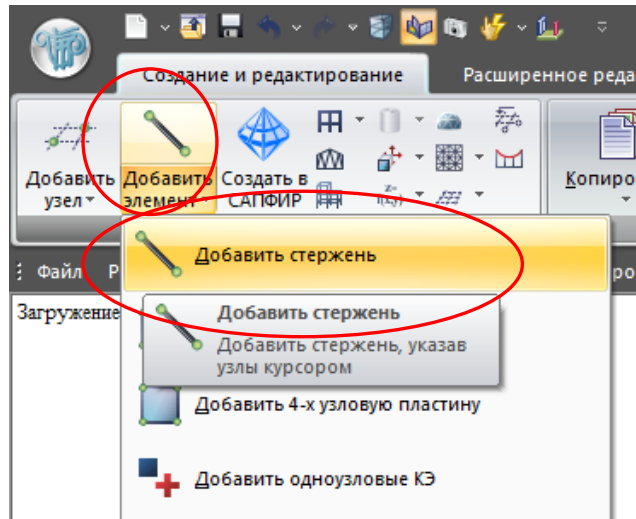 Создание и редактирование
Расширенное реда
Добавить узел
Добавить элемент
Создать в САПФИР
Копиро
Файл
Р
ро
Загружение
Добавить стержень
Добавить стержень
Добавить стержень, указав
узлы курсором
Добавить 4-х узловую пластину
Добавить одноузловые КЭ